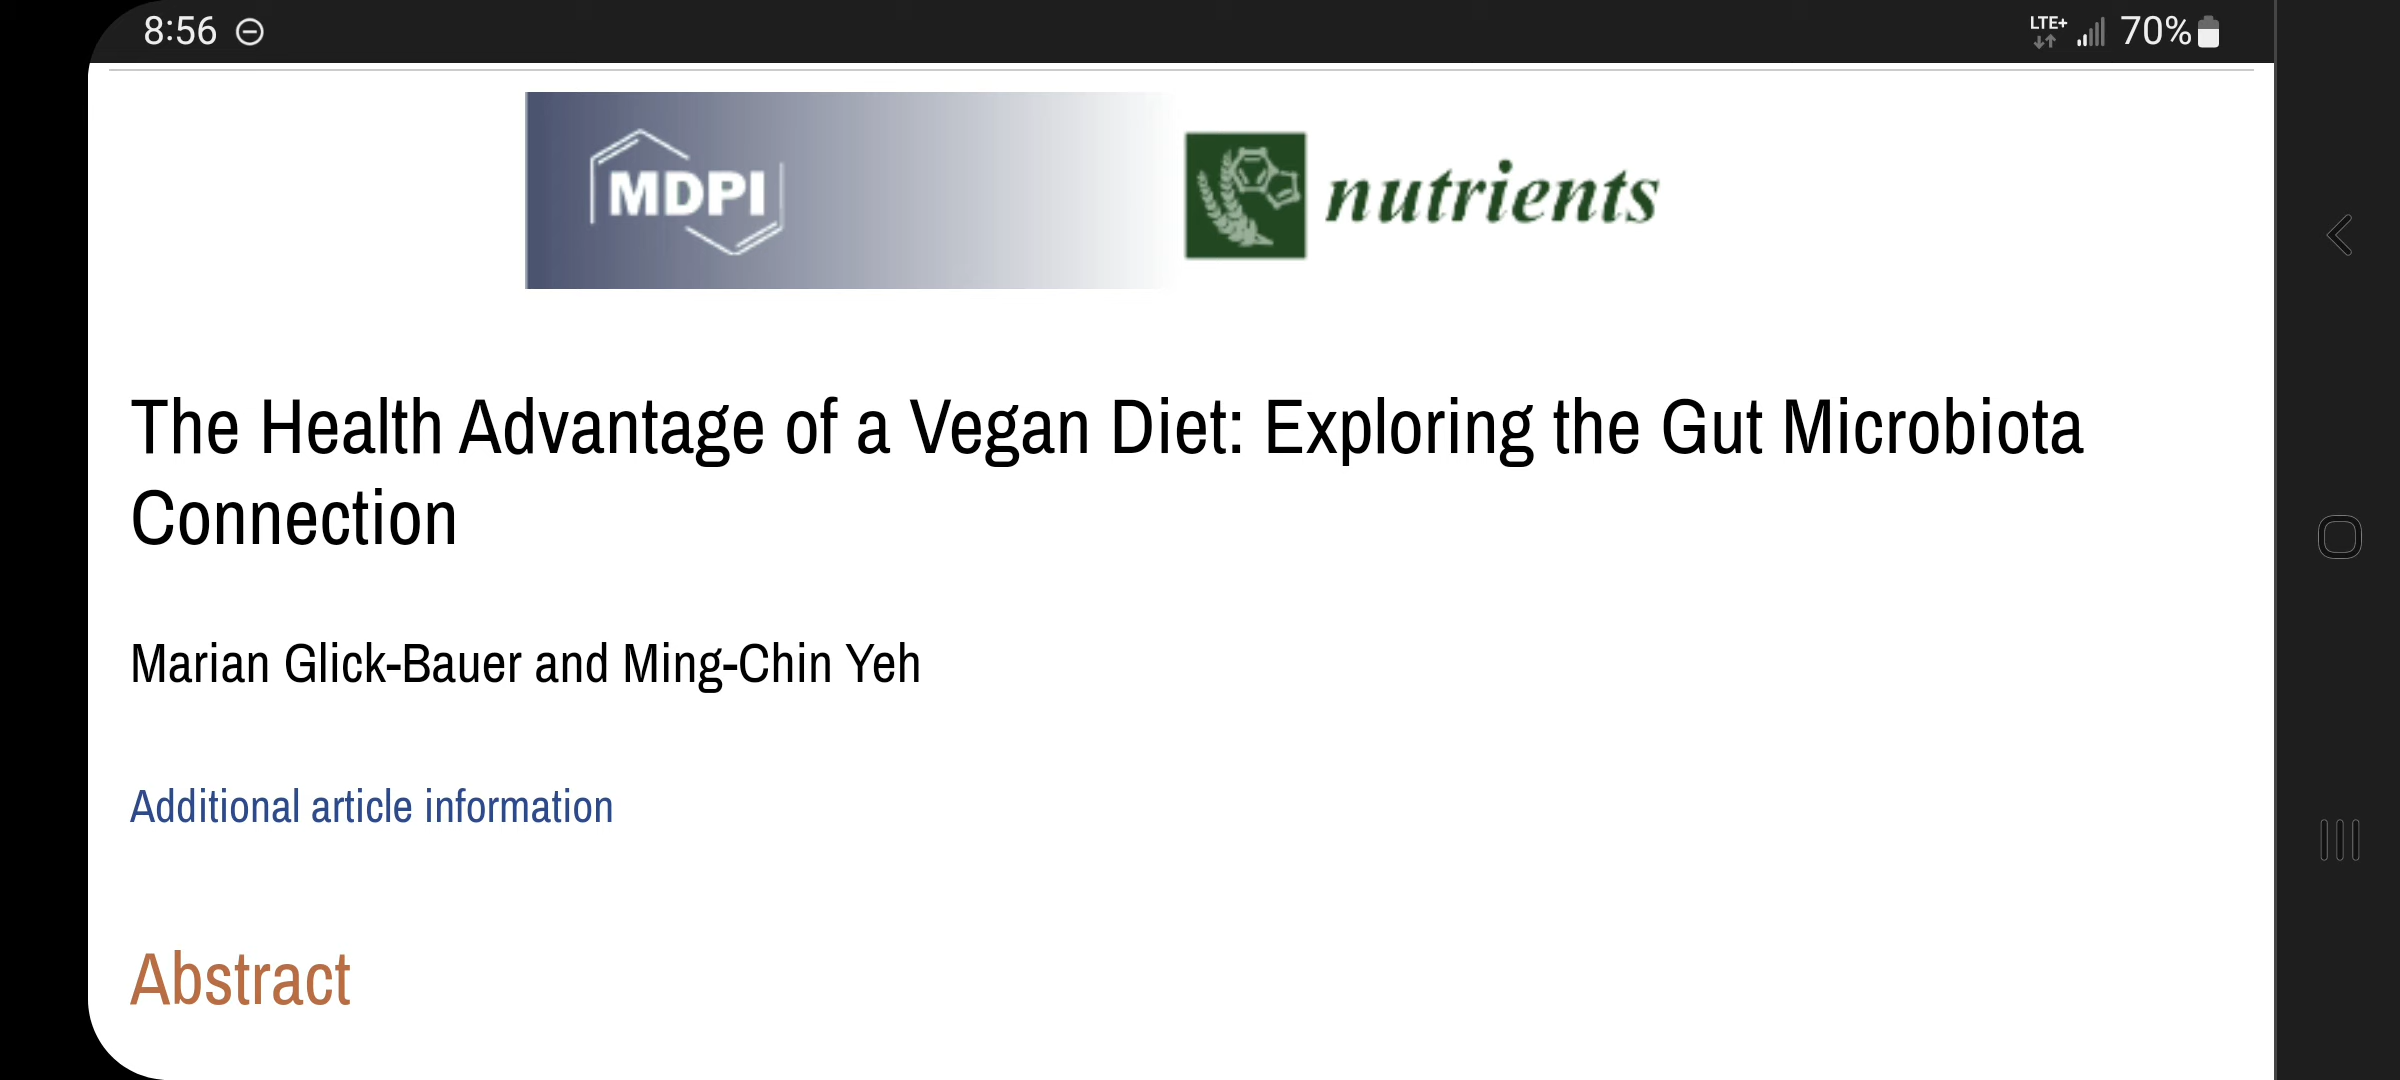 8:56
LTE+
70%
MDPI
nutrients
The Health Advantage of a Vegan Diet: Exploring the Gut Microbiota
Connection
Marian Glick-Bauer and Ming-Chin Yeh
Additional article information
Abstract